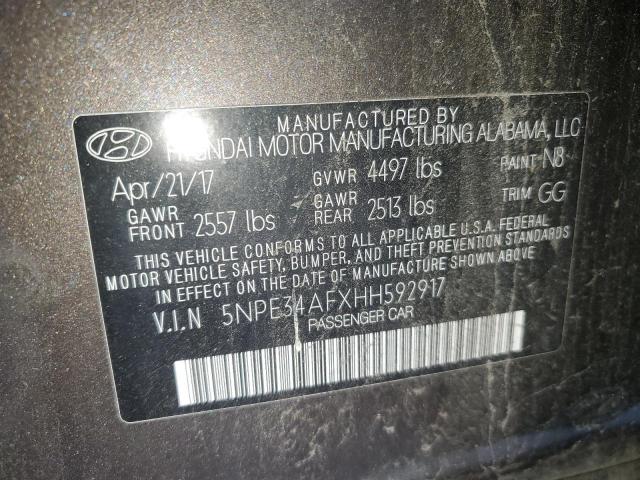 MANUFACTURED BY
HYUNDAI MOTOR MANUFACTURING ALABAMA, LLC
Apr/21/17 GVWR 4497 lbs PAINT N8
GAWR FRONT 2557 lbs GAWR REAR 2513 lbs TRIM GG
THIS VEHICLE CONFORMS TO ALL APPLICABLE U.S.A. FEDERAL
MOTOR VEHICLE SAFETY, BUMPER, AND THEFT PREVENTION STANDARDS
IN EFFECT ON THE DATE OF MANUFACTURE SHOWN ABOVE.
V.I.N 5NPE34AFXHH592917
PASSENGER CAR